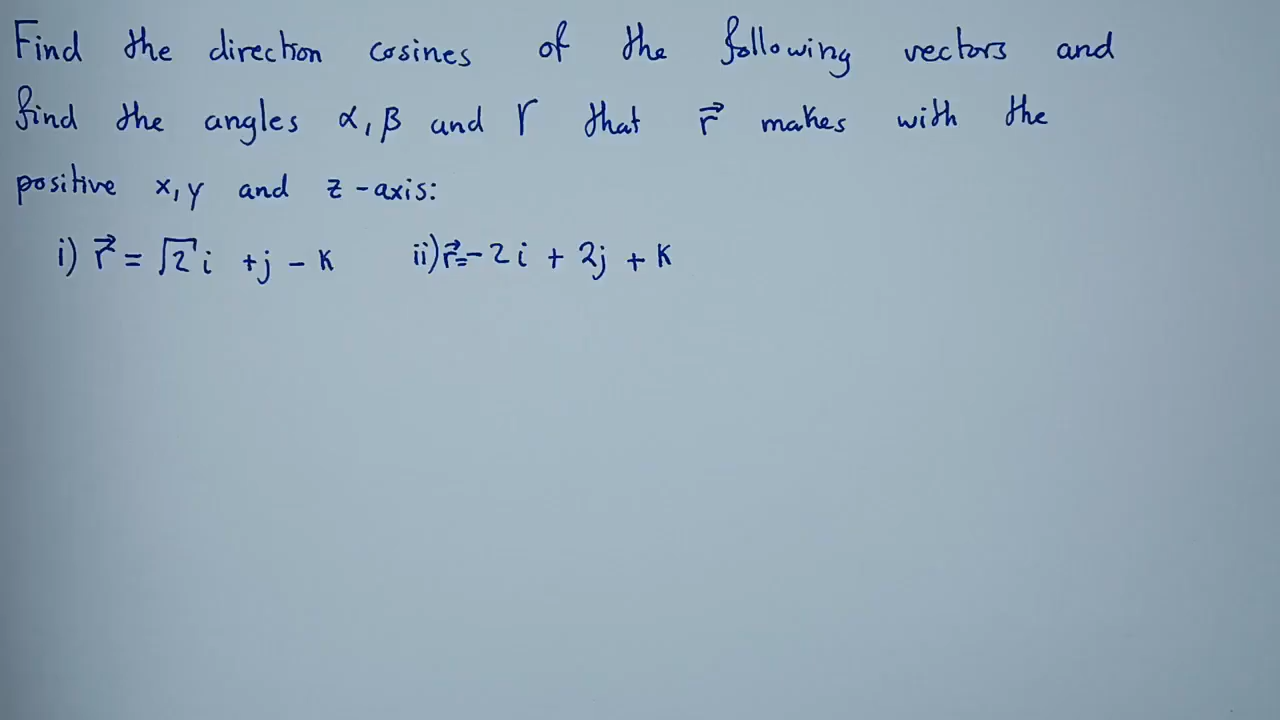 Find the direction cosines of the following vectors and
find the angles α, β and γ that r⃗ makes with the
positive x, y and z-axis:
i) r⃗ = √2 i + j - k ii) r⃗ = -2i + 2j + k